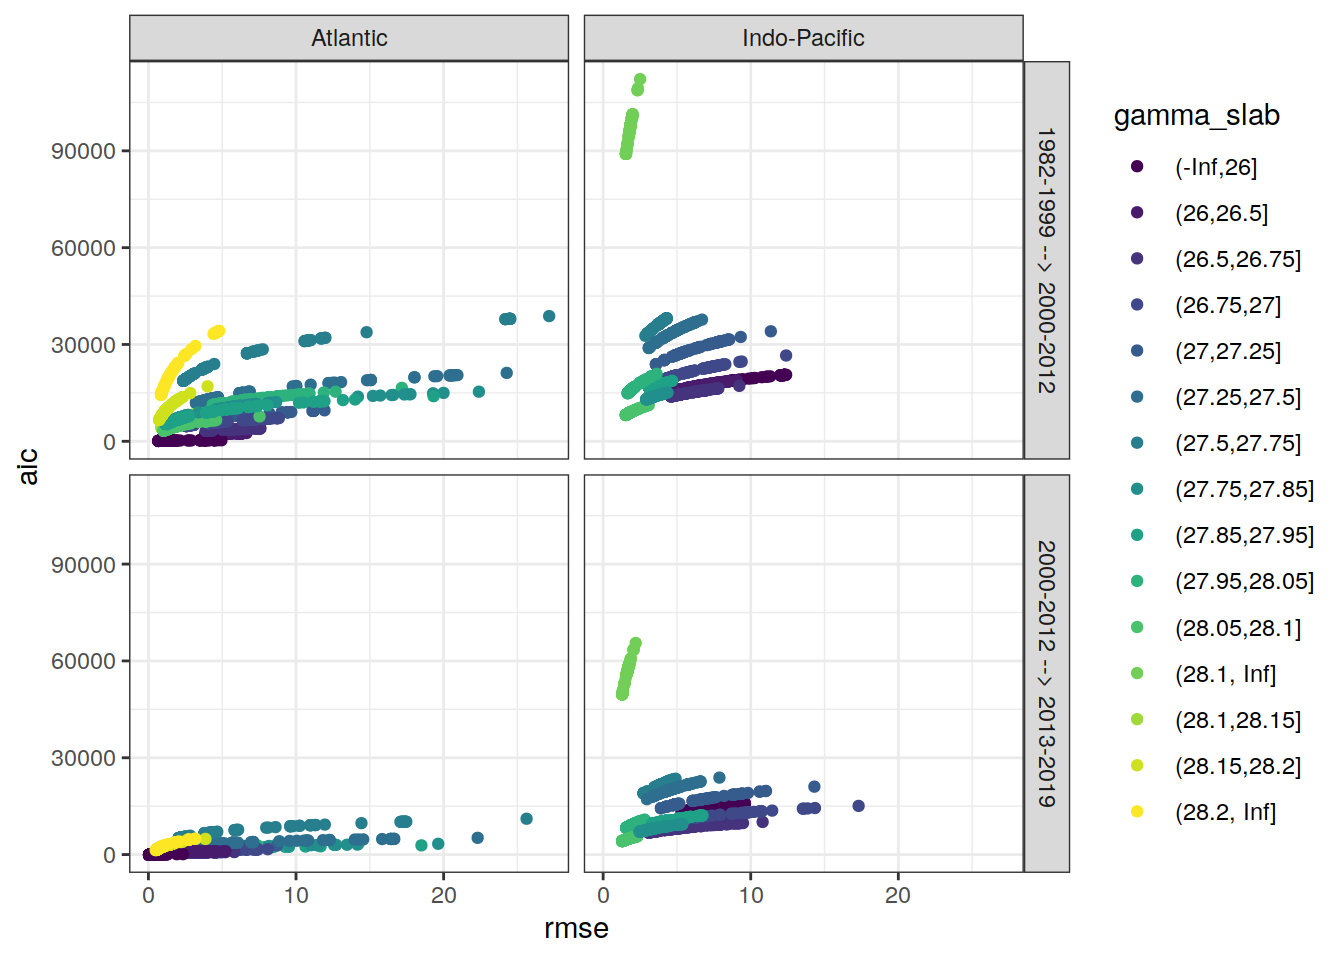 Atlantic
Indo-Pacific
90000
60000
30000
0
1982-1999 --> 2000-2012
90000
60000
30000
0
2000-2012 --> 2013-2019
0
10
20
0
10
20
rmse
aic
gamma_slab
(-Inf,26]
(26,26.5]
(26.5,26.75]
(26.75,27]
(27,27.25]
(27.25,27.5]
(27.5,27.75]
(27.75,27.85]
(27.85,27.95]
(27.95,28.05]
(28.05,28.1]
(28.1, Inf]
(28.1,28.15]
(28.15,28.2]
(28.2, Inf]